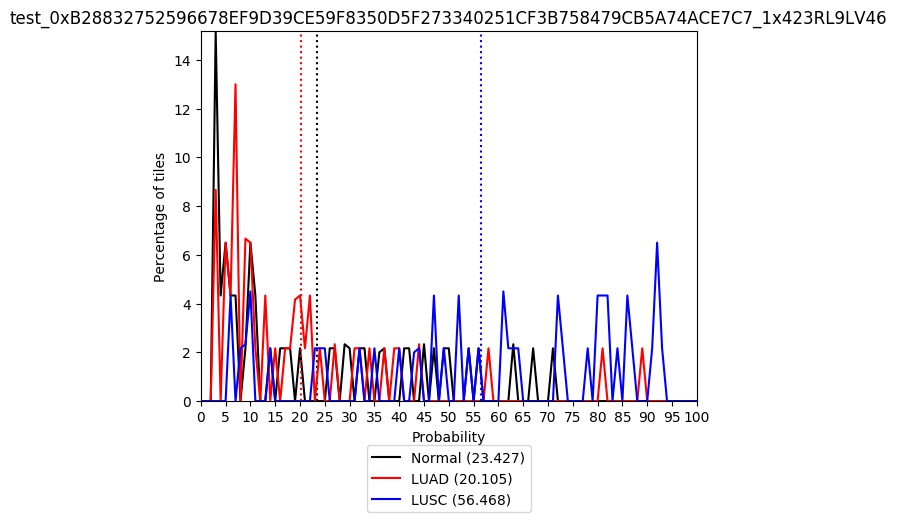 test_0xB28832752596678EF9D39CE59F8350D5F273340251CF3B758479CB5A74ACE7C7_1x423RL9LV46
14
12
10
8
6
4
2
0
Percentage of tiles
0 5 10 15 20 25 30 35 40 45 50 55 60 65 70 75 80 85 90 95 100
Probability
Normal (23.427)
LUAD (20.105)
LUSC (56.468)